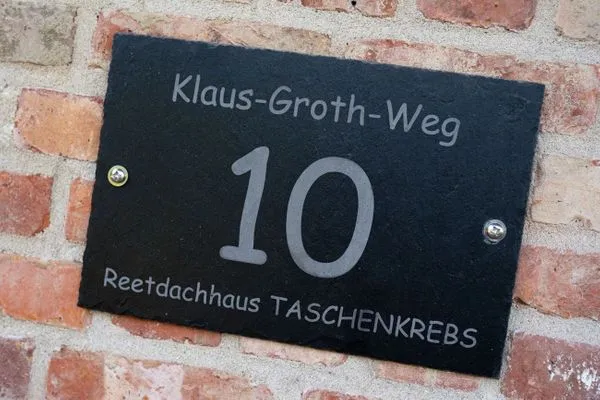 Klaus-Groth-Weg
10
Reetdachhaus TASCHENKREBS